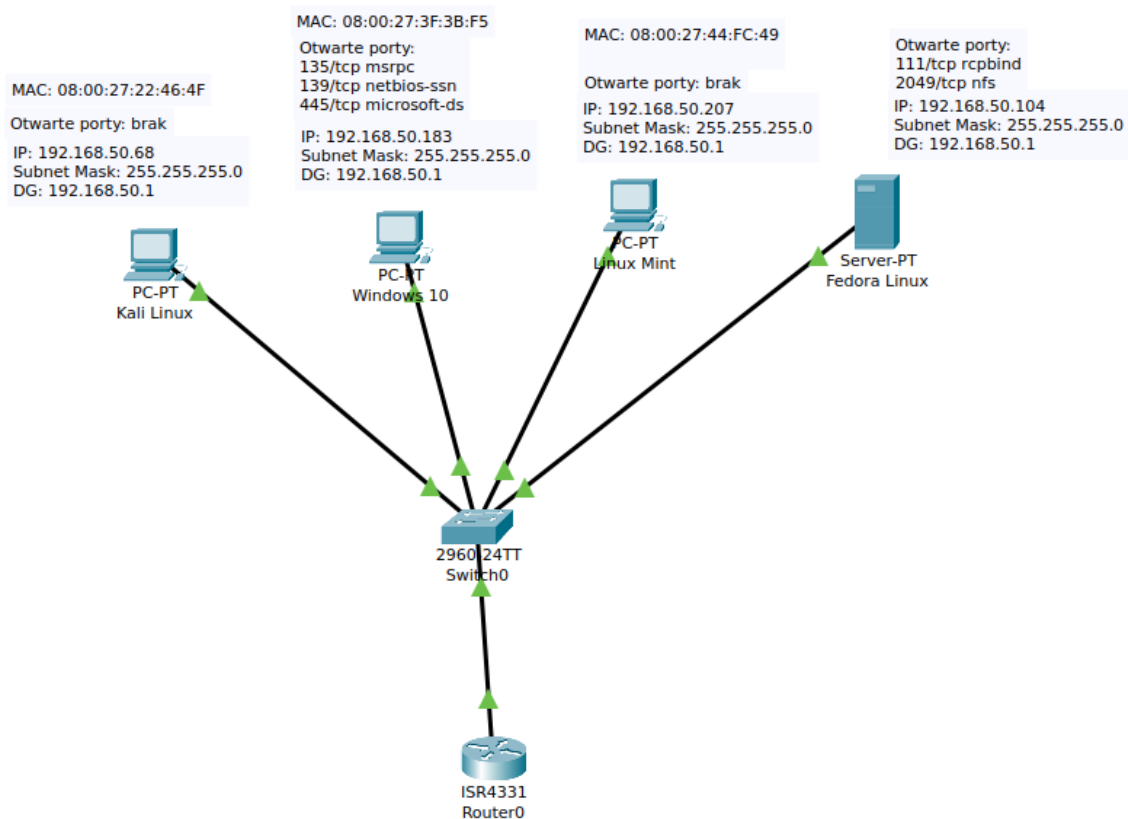 MAC: 08:00:27:22:46:4F
Otwarte porty: brak
IP: 192.168.50.68
Subnet Mask: 255.255.255.0
DG: 192.168.50.1
PC-PT
Kali Linux
MAC: 08:00:27:3F:3B:F5
Otwarte porty:
135/tcp msrpc
139/tcp netbios-ssn
445/tcp microsoft-ds
IP: 192.168.50.183
Subnet Mask: 255.255.255.0
DG: 192.168.50.1
PC-PT
Windows 10
MAC: 08:00:27:44:FC:49
Otwarte porty: brak
IP: 192.168.50.207
Subnet Mask: 255.255.255.0
DG: 192.168.50.1
PC-PT
Linux Mint
Otwarte porty:
111/tcp rcpbind
2049/tcp nfs
IP: 192.168.50.104
Subnet Mask: 255.255.255.0
DG: 192.168.50.1
Server-PT
Fedora Linux
2960-24TT
Switch0
ISR4331
Router0